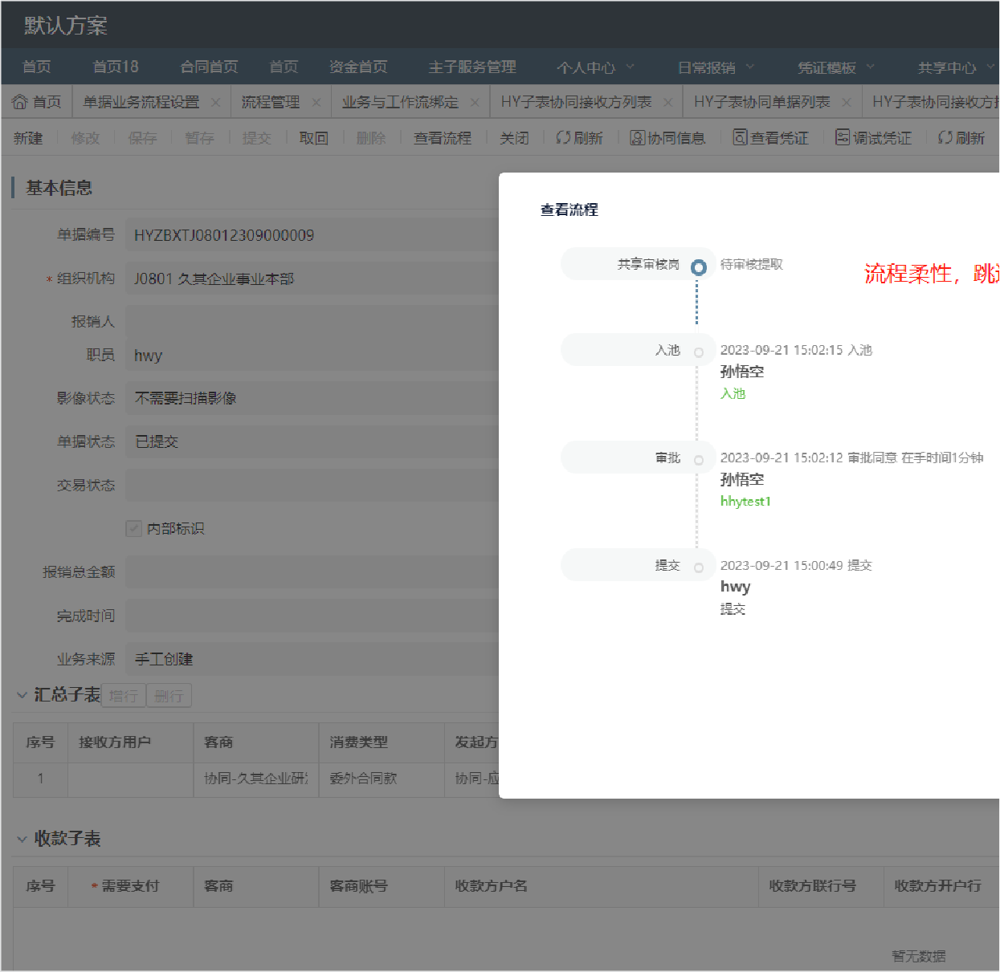 默认方案
首页 首页18 合同首页 首页 资金首页 主子服务管理 个人中心 日常报销 凭证模板 共享中心
首页 单据业务流程设置 流程管理 业务与工作流绑定 HY子表协同接收方列表 HY子表协同单据列表 HY子表协同接收方
新建 修改 保存 暂存 提交 取回 删除 查看流程 关闭 刷新 协同信息 查看凭证 调试凭证 刷新
基本信息
单据编号 HYZBXTJ08012309000009
* 组织机构 J0801 久其企业事业本部
报销人
职员 hwy
影像状态 不需要扫描影像
单据状态 已提交
交易状态
内部标识
报销总金额
完成时间
业务来源 手工创建
汇总子表 增行 删行
序号 接收方用户 客商 消费类型 发起方
1 协同-久其企业研 委外合同款 协同-应
收款子表
序号 * 需要支付 客商 客商账号 收款方户名 收款方联行号 收款方开户行
暂无数据
查看流程
共享审核岗 待审核提取
流程柔性，跳
入池 2023-09-21 15:02:15 入池
孙悟空
入池
审批 2023-09-21 15:02:12 审批同意 在手时间1分钟
孙悟空
hhytest1
提交 2023-09-21 15:00:49 提交
hwy
提交